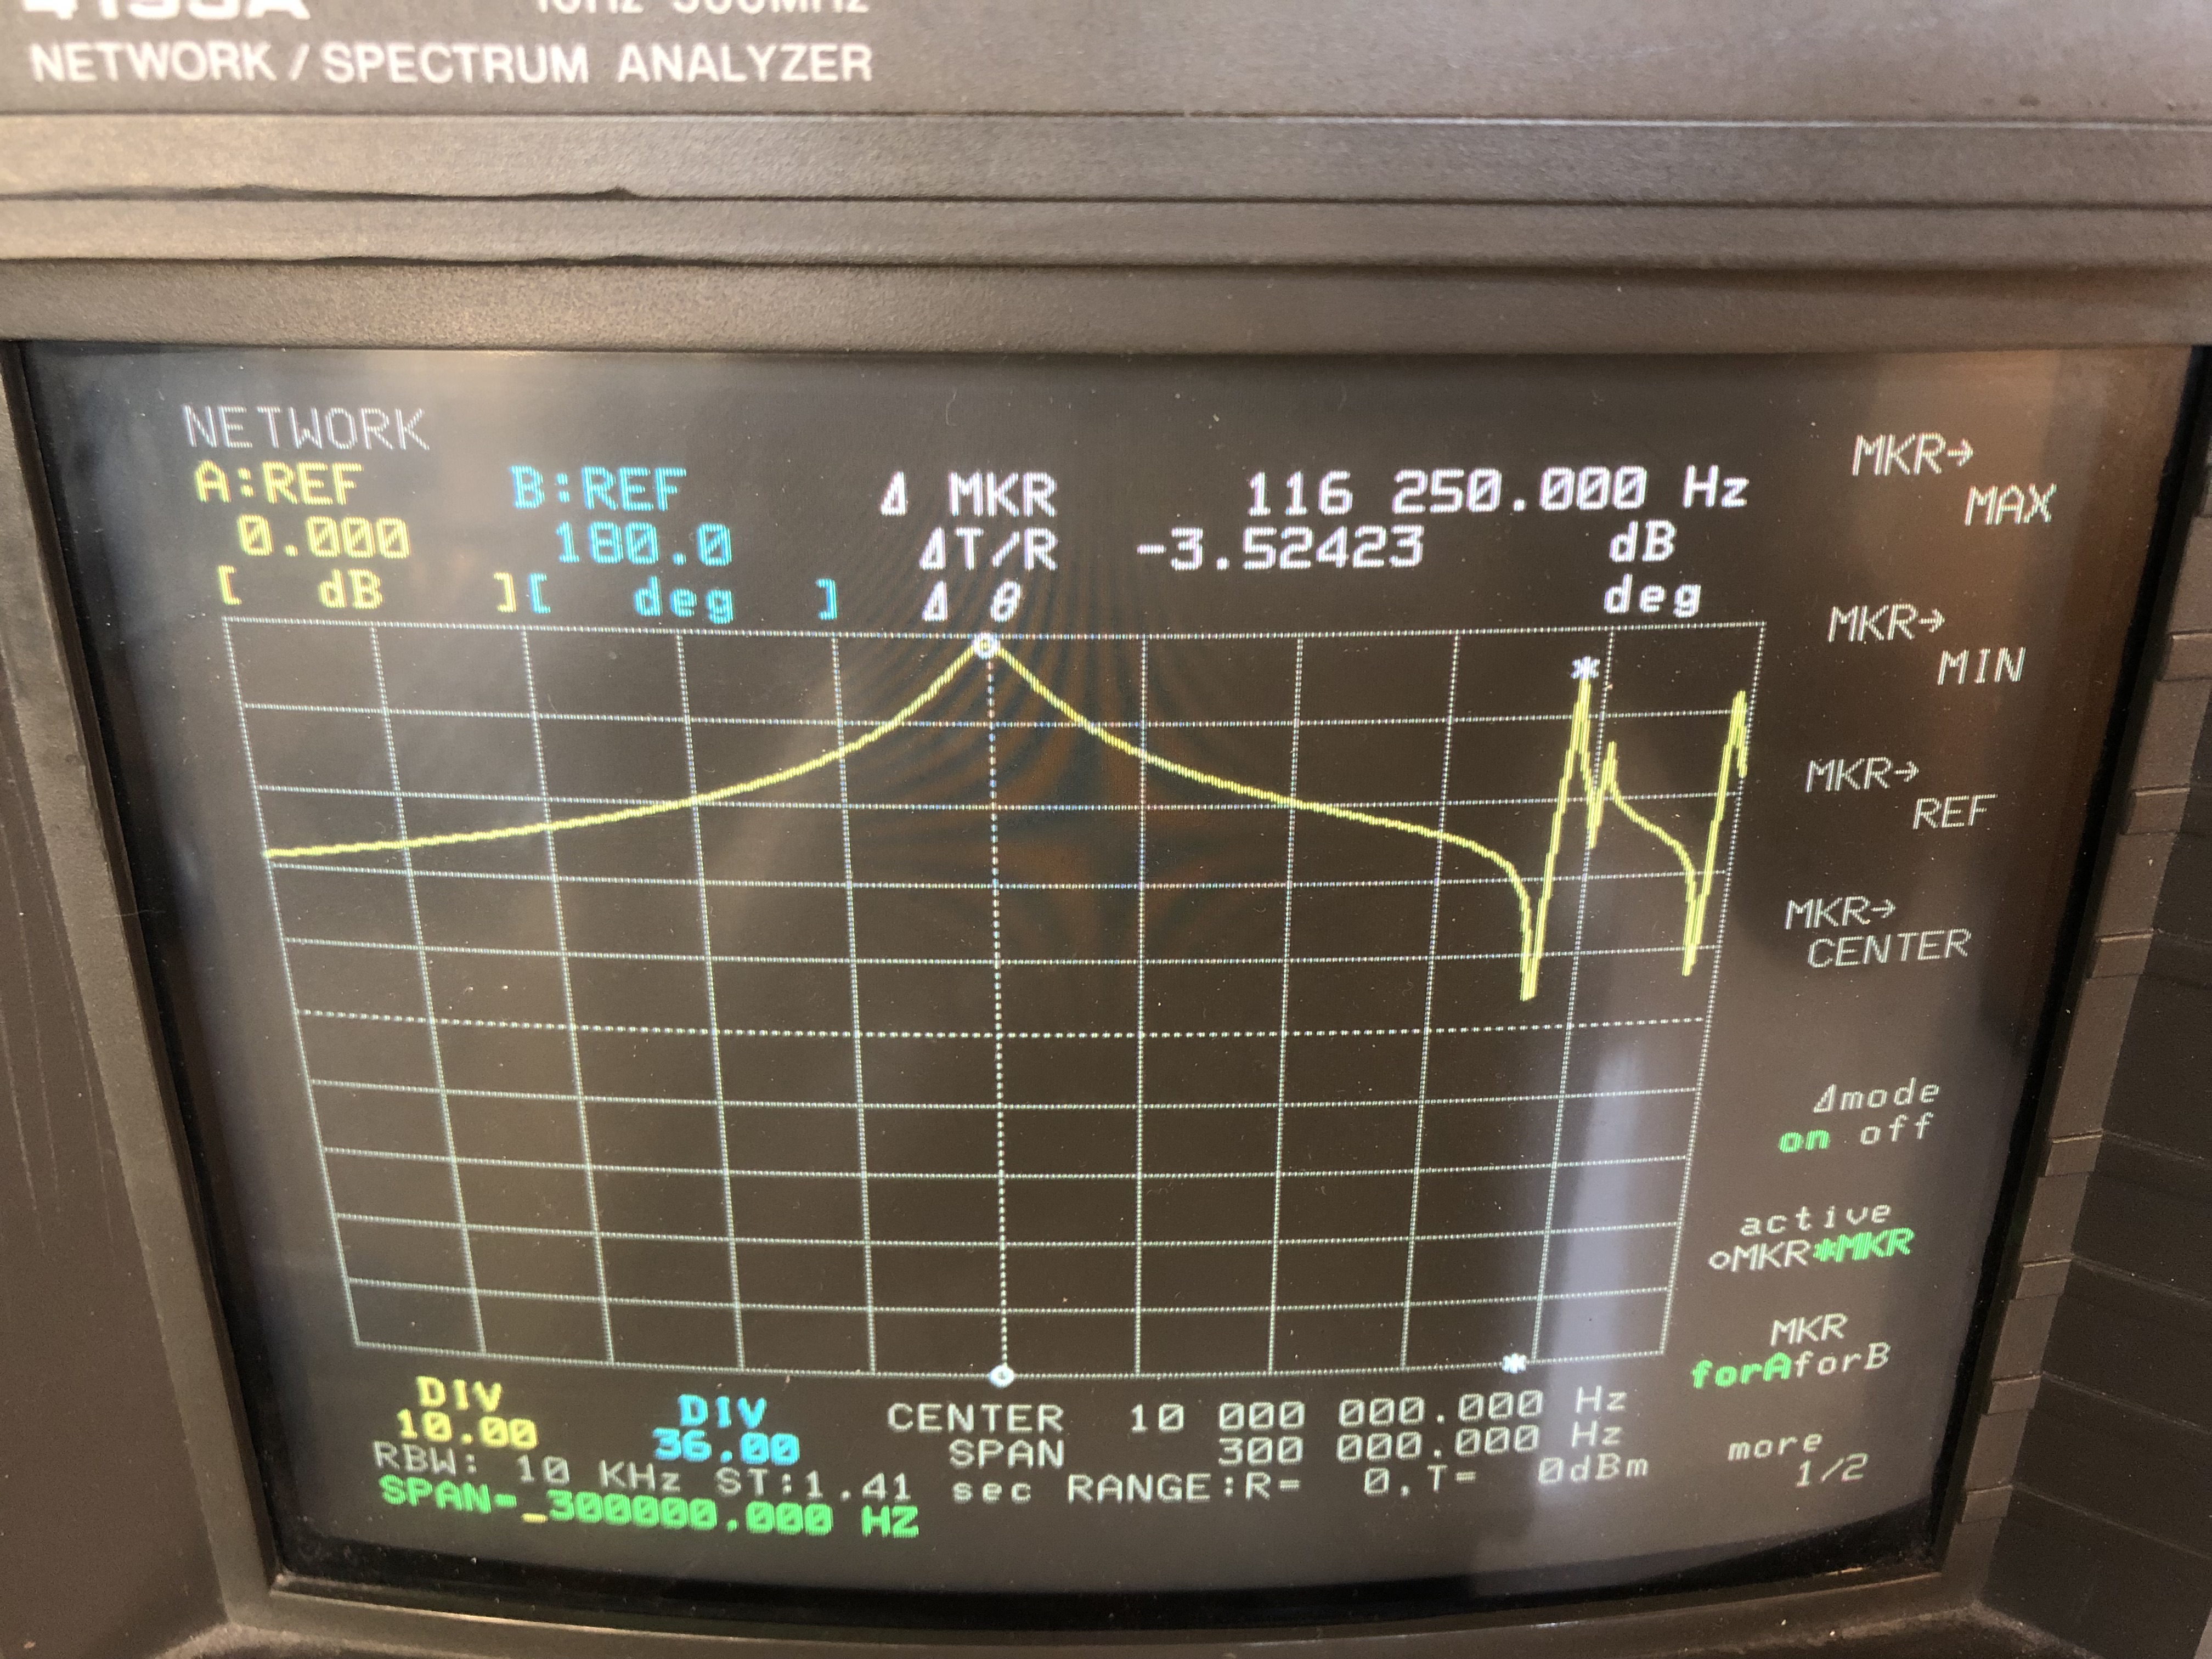 4195A 10Hz-500MHz
NETWORK / SPECTRUM ANALYZER
NETWORK
A:REF B:REF Δ MKR 116 250.000 Hz
0.000 180.0 ΔT/R -3.52423 dB
[ dB ][ deg ] Δ θ deg
MKR→
MAX
MKR→
MIN
MKR→
REF
MKR→
CENTER
Δmode
on off
active
oMKR*MKR
MKR
forAforB
more
1/2
DIV DIV CENTER 10 000 000.000 Hz
10.00 36.00 SPAN 300 000.000 Hz
RBW: 10 KHz ST:1.41 sec RANGE:R= 0,T= 0dBm
SPAN=_300000.000 HZ